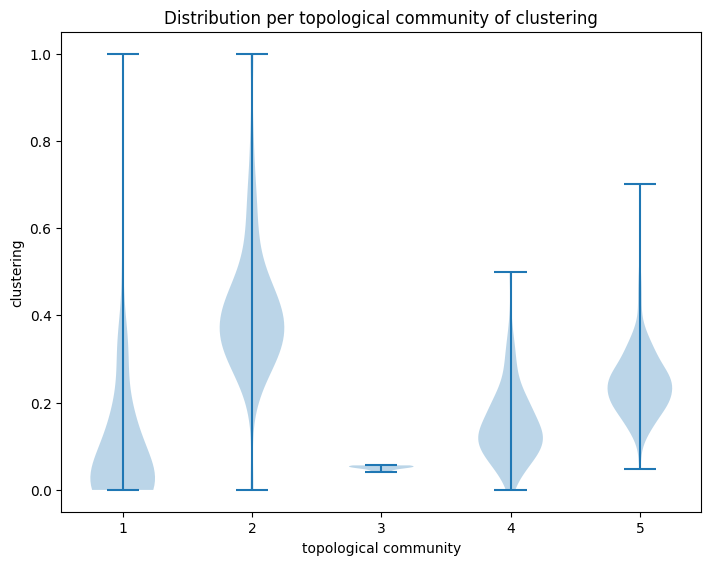 Distribution per topological community of clustering
1.0
0.8
0.6
0.4
0.2
0.0
clustering
1 2 3 4 5
topological community